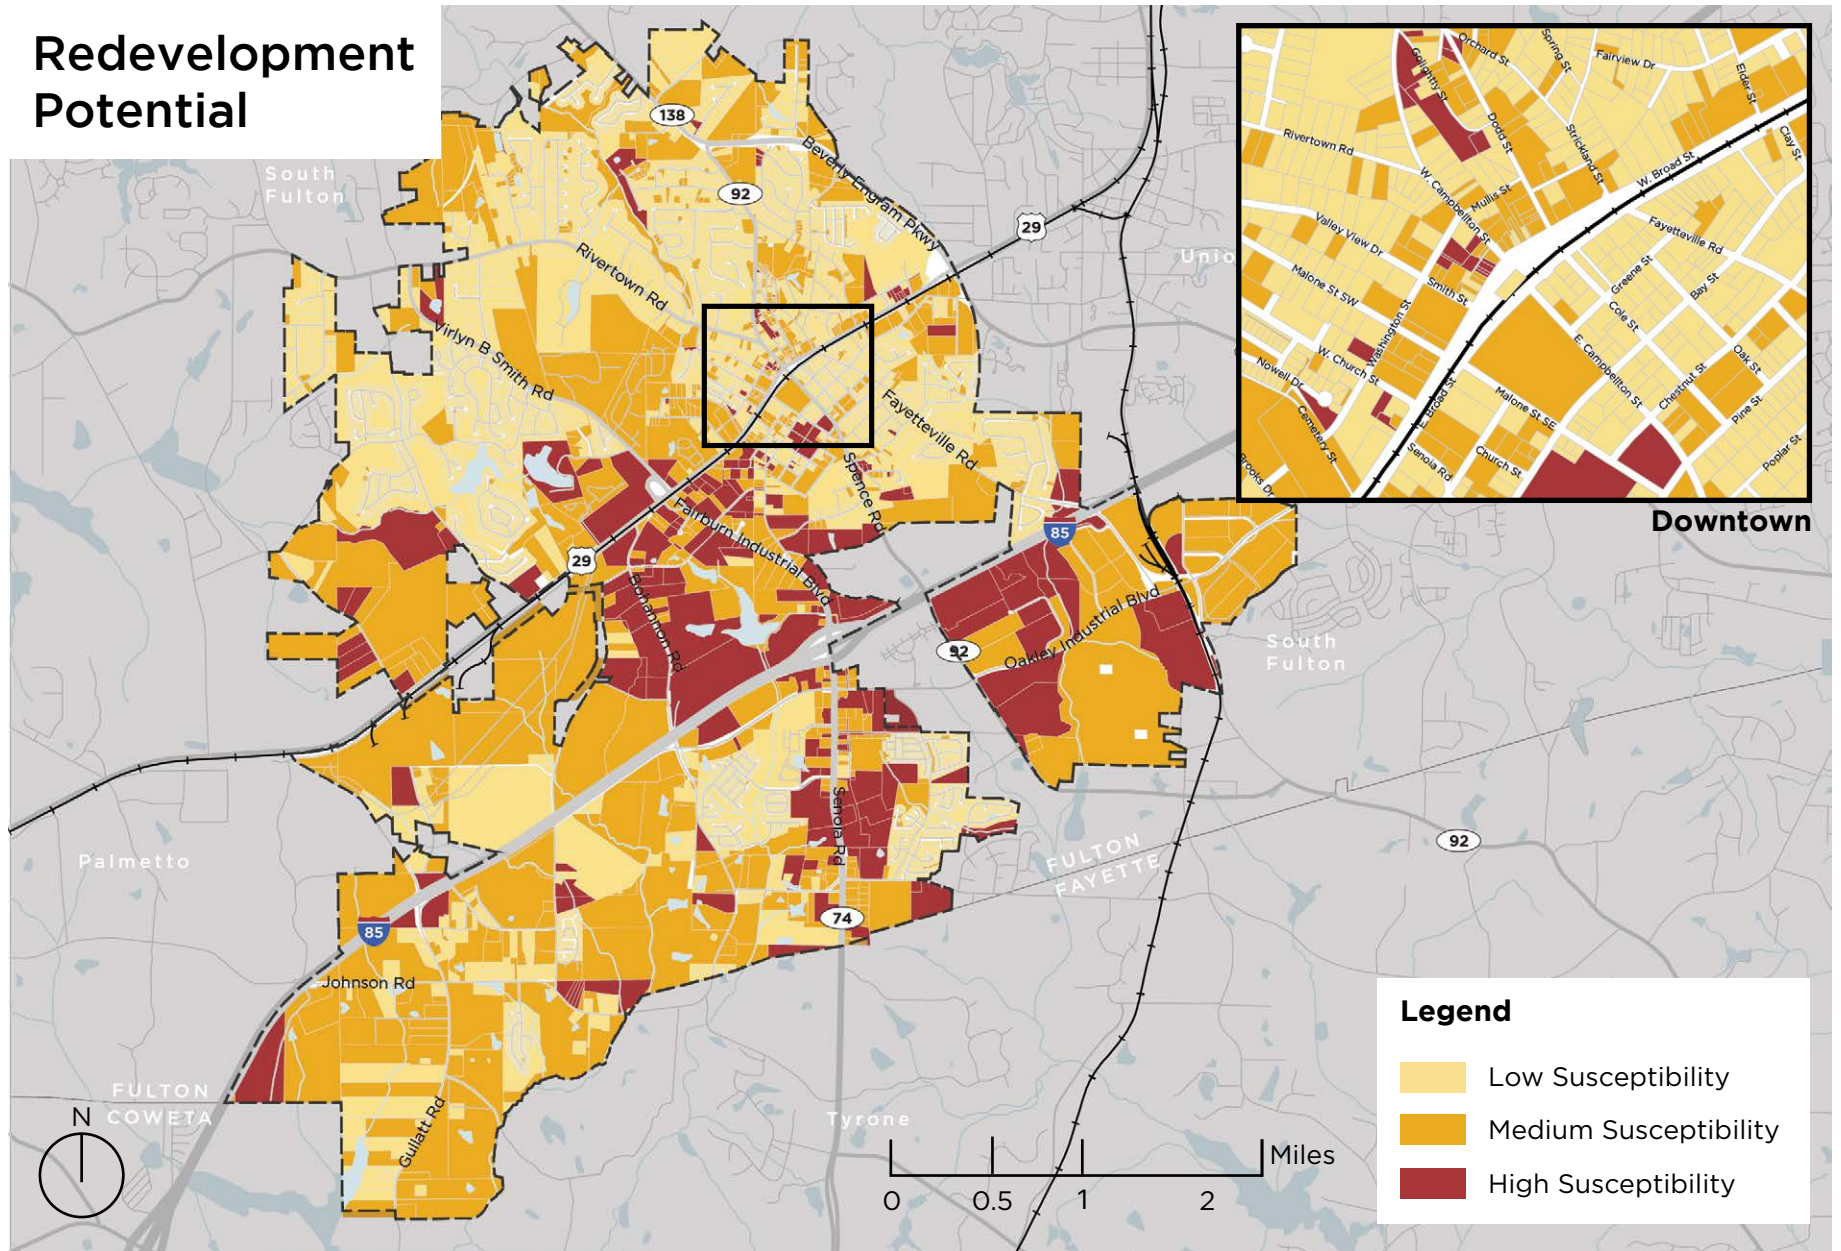 Redevelopment
Potential
South
Fulton
138
92
Beverly Engram Pkwy
29
Unio
Rivertown Rd
Virlyn B Smith Rd
Fayetteville Rd
Spence Rd
Fairburn Industrial Blvd
29
85
Bohannon Rd
92
Oakley Industrial Blvd
South
Fulton
Senoia Rd
Palmetto
FULTON
FAYETTE
92
74
85
Johnson Rd
FULTON
COWETA
Gullatt Rd
Tyrone
N
0
0.5
1
2
Miles
Golightly St
Orchard St
Spring St
Fairview Dr
Elder St
Rivertown Rd
Dodd St
Strickland St
W. Broad St
Clay St
W. Campbellton St
Mullis St
Valley View Dr
Fayetteville Rd
Malone St SW
Smith St
Greene St
Bay St
Washington St
Cole St
W. Church St
E. Campbellton St
Oak St
Nowell Dr
Chestnut St
E Broad St
Malone St SE
Pine St
Cemetery St
Senoia Rd
Church St
Poplar St
Brooks Dr
Downtown
Legend
Low Susceptibility
Medium Susceptibility
High Susceptibility